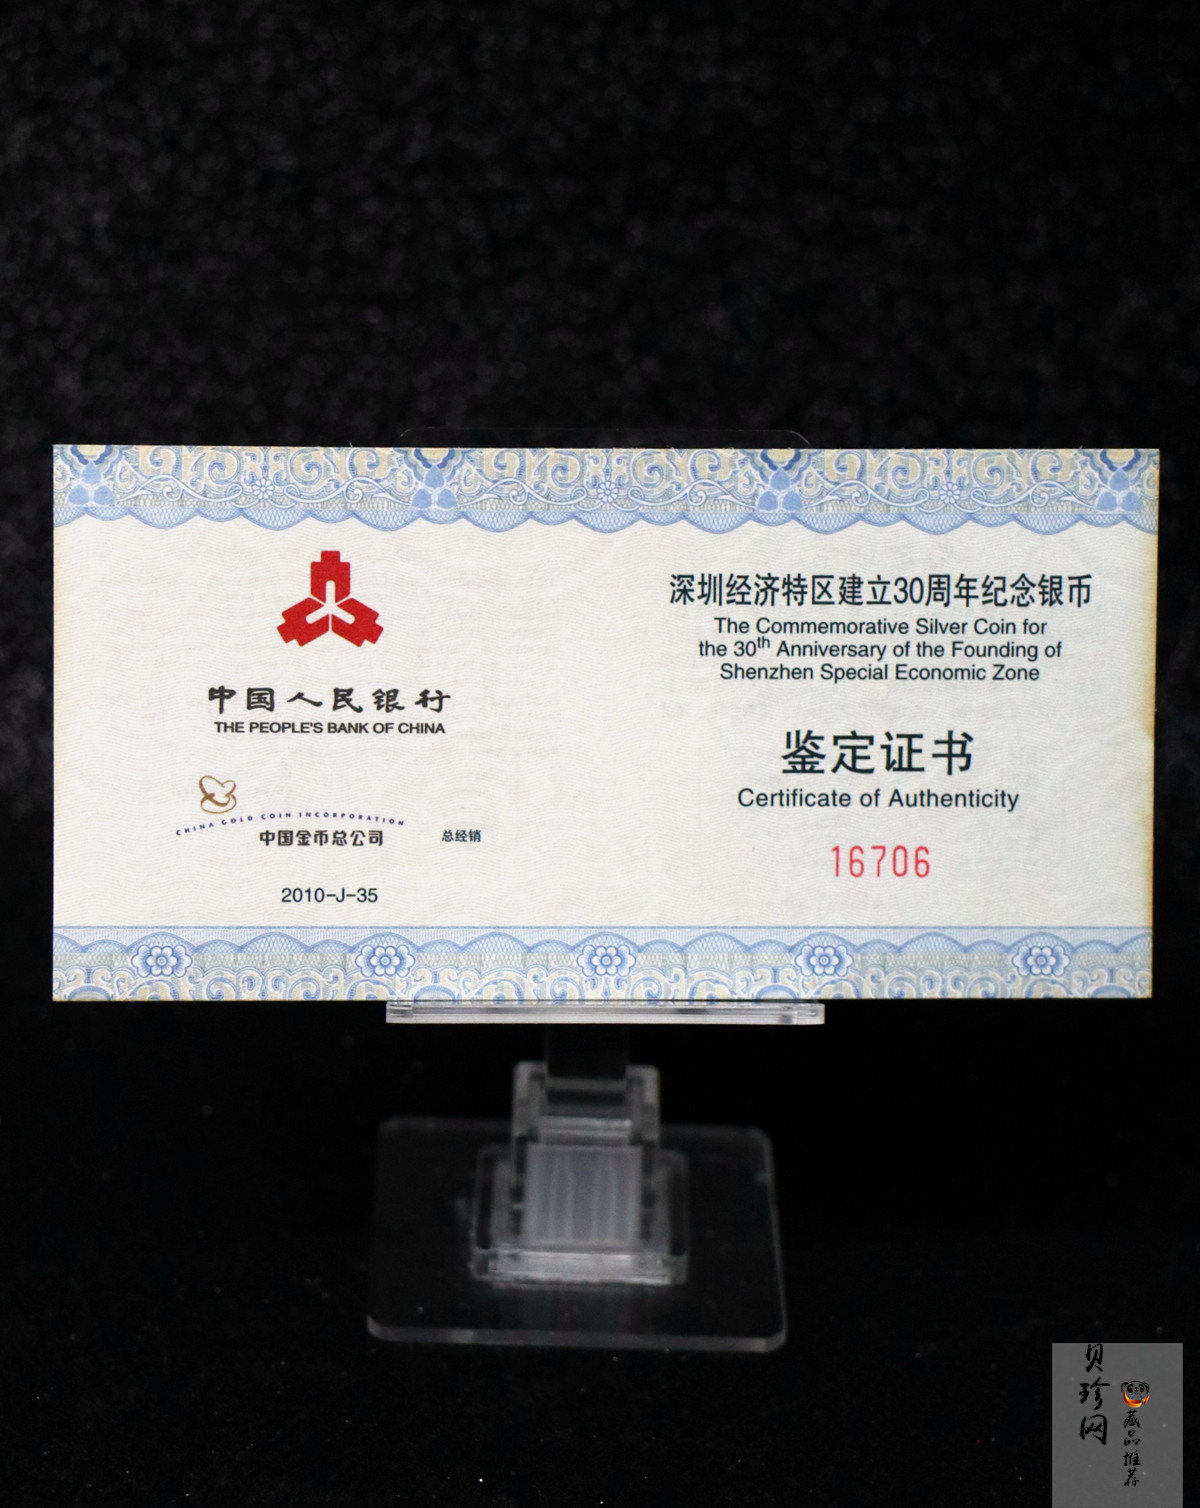 中国人民银行
THE PEOPLE'S BANK OF CHINA
CHINA GOLD COIN INCORPORATION
中国金币总公司 总经销
2010-J-35
深圳经济特区建立30周年纪念银币
The Commemorative Silver Coin for
the 30th Anniversary of the Founding of
Shenzhen Special Economic Zone
鉴定证书
Certificate of Authenticity
16706
贝珍网
藏品推荐